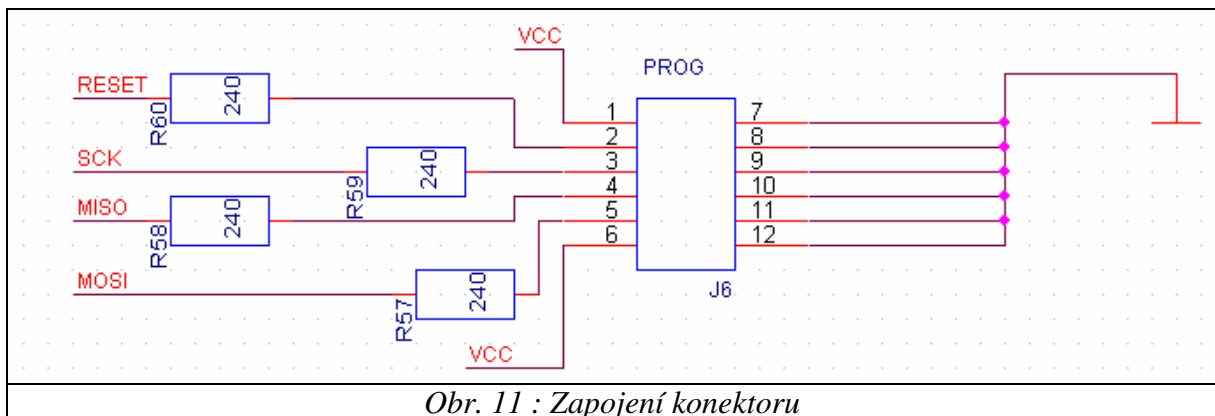 VCC
PROG
RESET
R60
240
1
7
2
8
SCK
R59
240
3
9
MISO
R58
240
4
10
5
11
6
12
MOSI
R57
240
J6
VCC
Obr. 11 : Zapojení konektoru